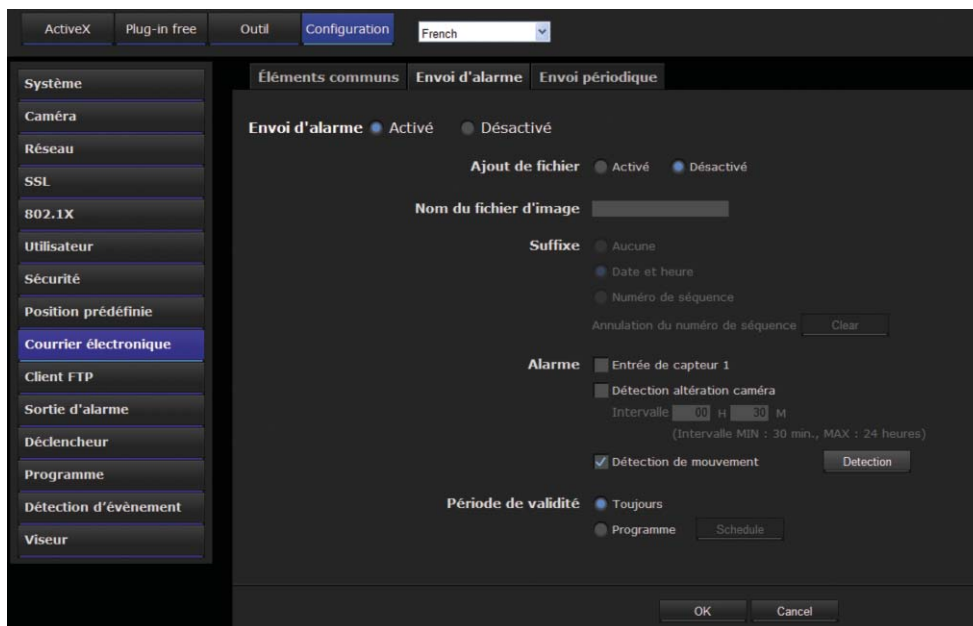 ActiveX Plug-in free Outil Configuration French
Système
Caméra
Réseau
SSL
802.1X
Utilisateur
Sécurité
Position prédéfinie
Courrier électronique
Client FTP
Sortie d'alarme
Déclencheur
Programme
Détection d'évènement
Viseur
Éléments communs Envoi d'alarme Envoi périodique
Envoi d'alarme Activé Désactivé
Ajout de fichier Activé Désactivé
Nom du fichier d'image
Suffixe Aucune
Date et heure
Numéro de séquence
Annulation du numéro de séquence Clear
Alarme Entrée de capteur 1
Détection altération caméra
Intervalle 00 H 30 M
(Intervalle MIN : 30 min., MAX : 24 heures)
Détection de mouvement Detection
Période de validité Toujours
Programme Schedule
OK Cancel